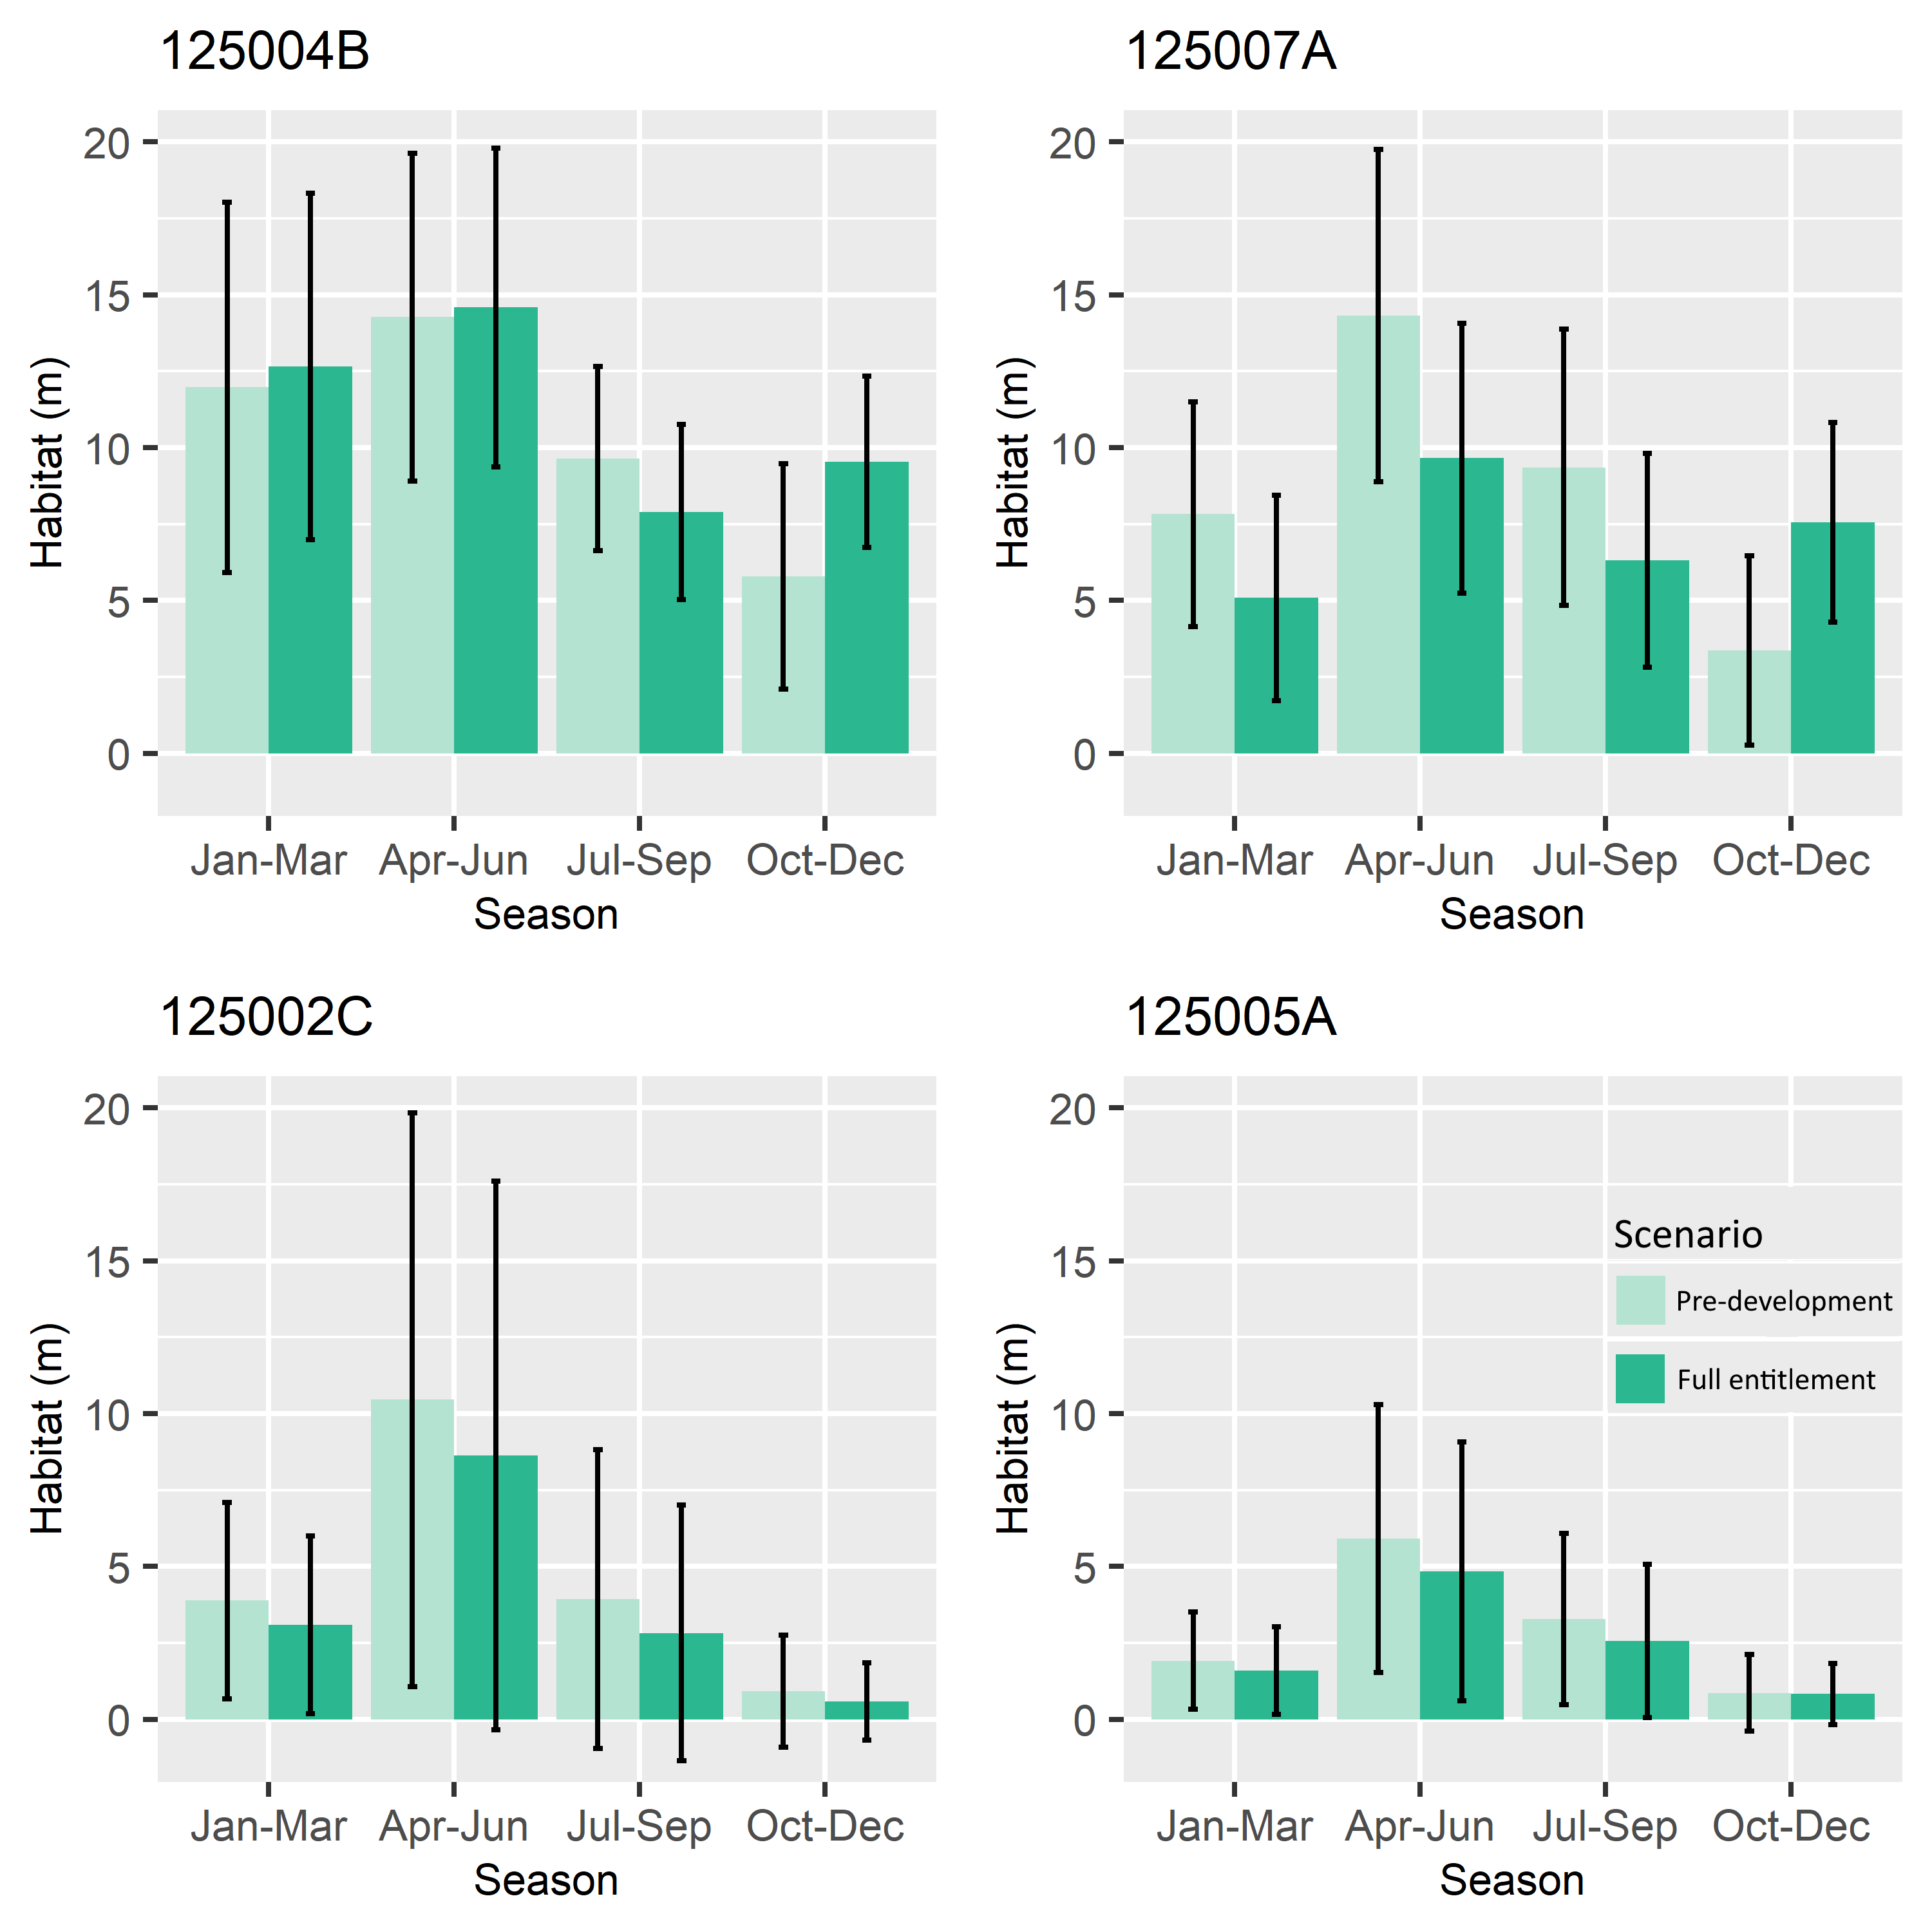 125004B
Habitat (m)
20
15
10
5
0
Jan-Mar Apr-Jun Jul-Sep Oct-Dec
Season
125007A
Habitat (m)
20
15
10
5
0
Jan-Mar Apr-Jun Jul-Sep Oct-Dec
Season
125002C
Habitat (m)
20
15
10
5
0
Jan-Mar Apr-Jun Jul-Sep Oct-Dec
Season
125005A
Habitat (m)
20
15
10
5
0
Scenario
Pre-development
Full entitlement
Jan-Mar Apr-Jun Jul-Sep Oct-Dec
Season